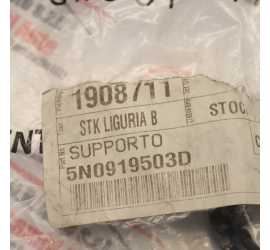 1908711
STK LIGURIA B
STOC
SUPPORTO
5N0919503D